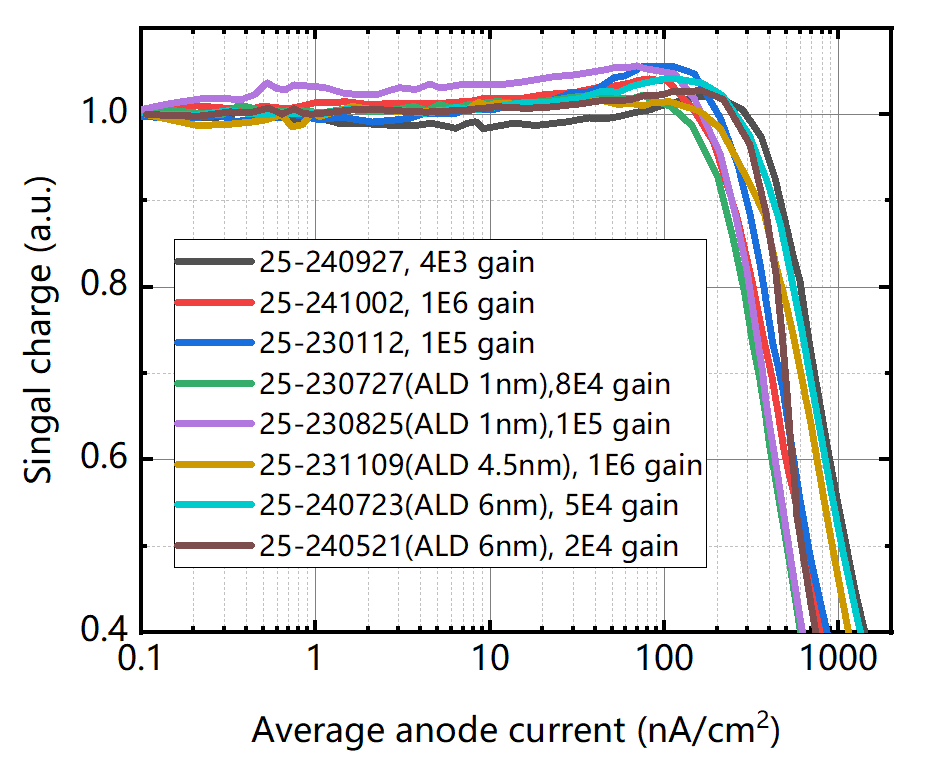 Singal charge (a.u.)
1.0
0.8
0.6
0.4
25-240927, 4E3 gain
25-241002, 1E6 gain
25-230112, 1E5 gain
25-230727(ALD 1nm),8E4 gain
25-230825(ALD 1nm),1E5 gain
25-231109(ALD 4.5nm), 1E6 gain
25-240723(ALD 6nm), 5E4 gain
25-240521(ALD 6nm), 2E4 gain
0.1 1 10 100 1000
Average anode current (nA/cm²)